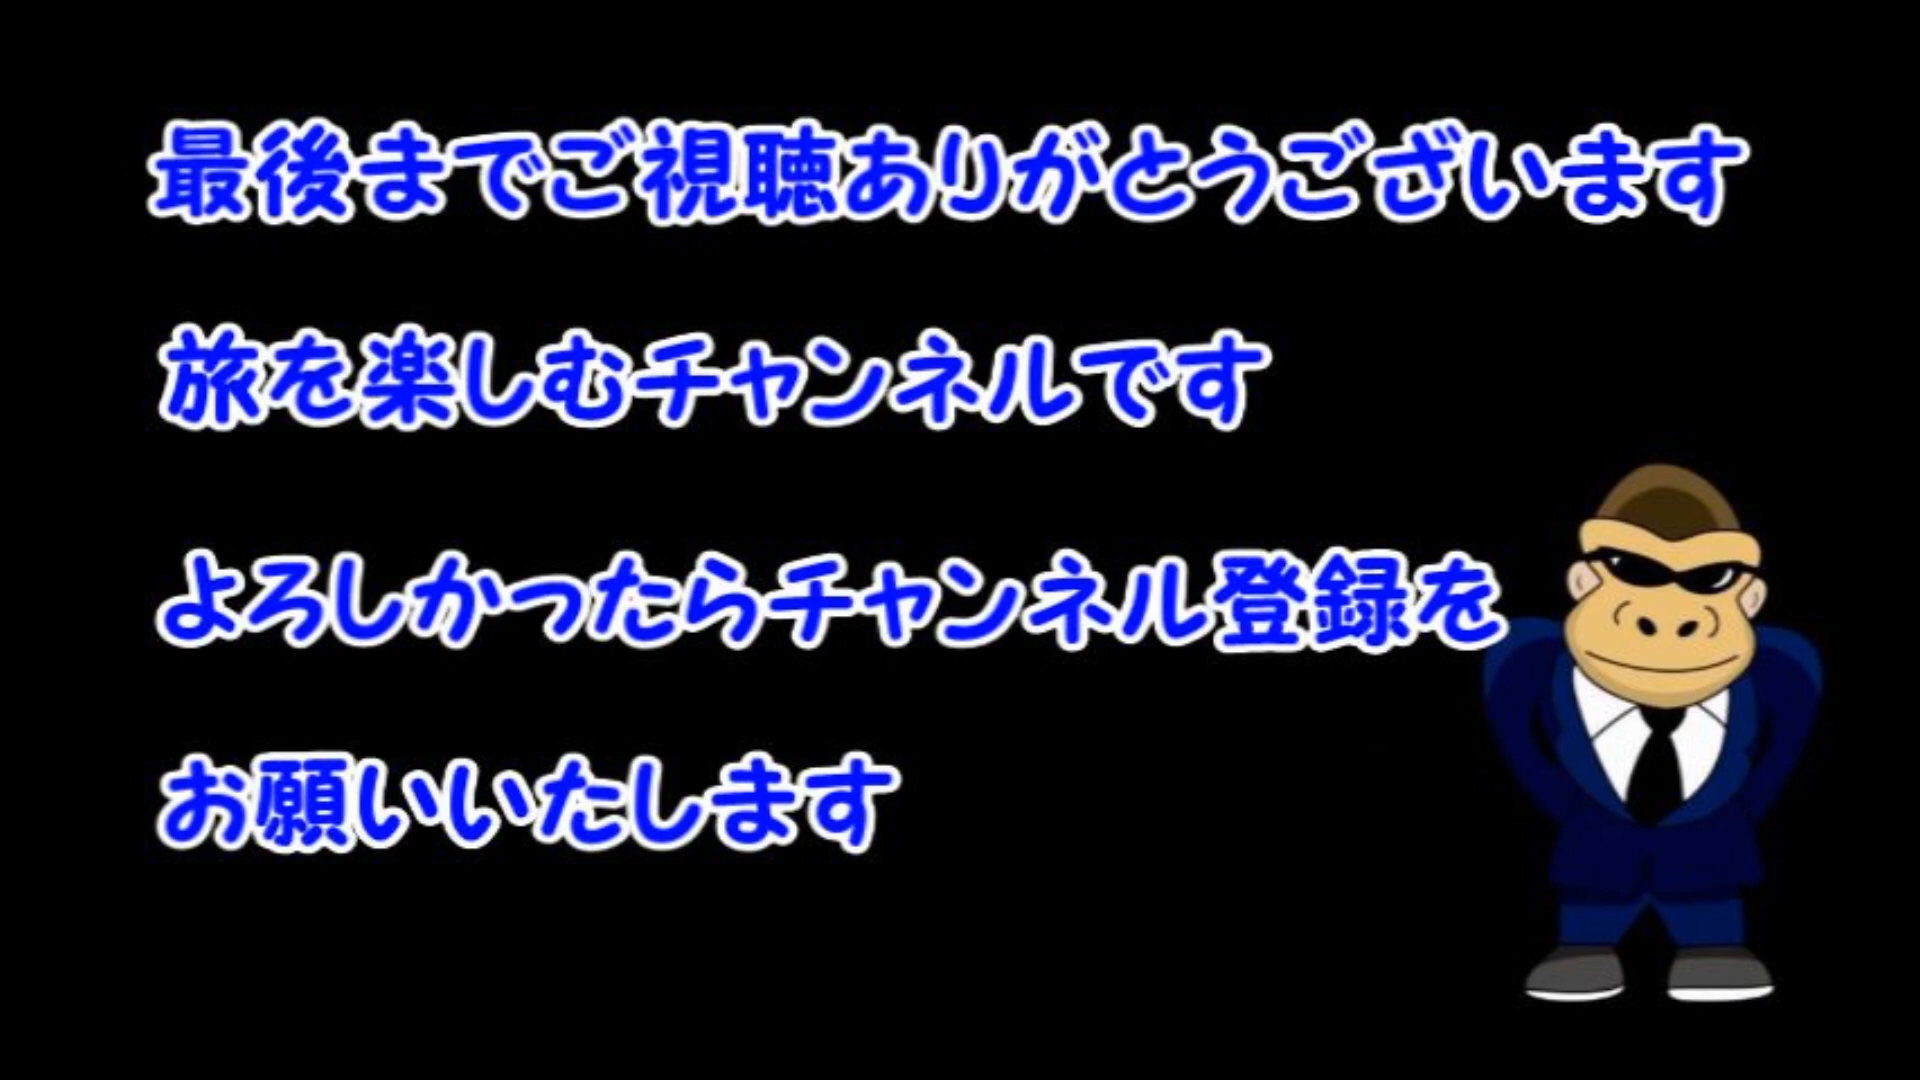 最後までご視聴ありがとうございます
旅を楽しむチャンネルです
よろしかったらチャンネル登録を
お願いいたします